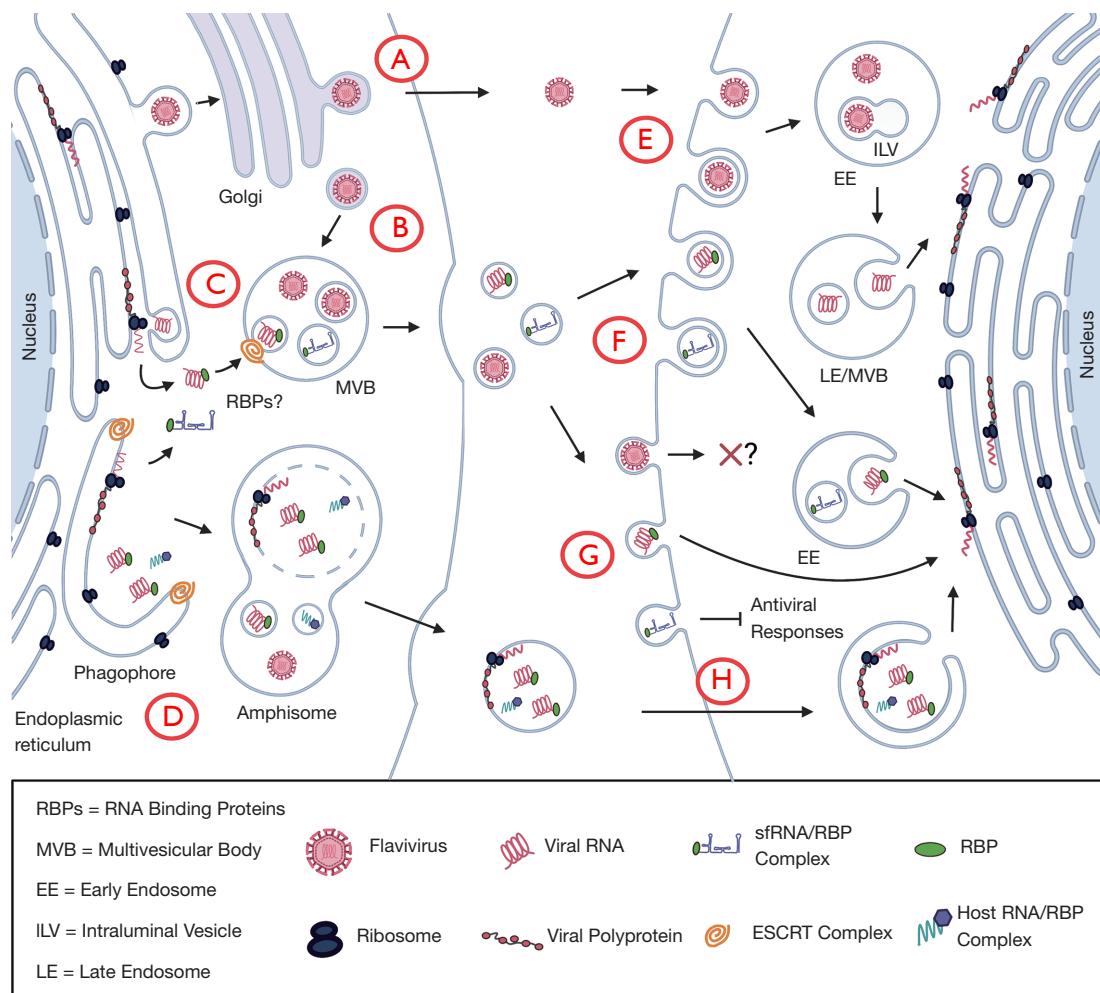 A
B
C
D
E
F
G
H
Golgi
Nucleus
RBPs?
MVB
Phagophore
Endoplasmic
reticulum
Amphisome
ILV
EE
LE/MVB
?
EE
Antiviral
Responses
Nucleus
RBPs = RNA Binding Proteins
MVB = Multivesicular Body
EE = Early Endosome
ILV = Intraluminal Vesicle
LE = Late Endosome
Flavivirus
Viral RNA
sfRNA/RBP
Complex
RBP
Ribosome
Viral Polyprotein
ESCRT Complex
Host RNA/RBP
Complex